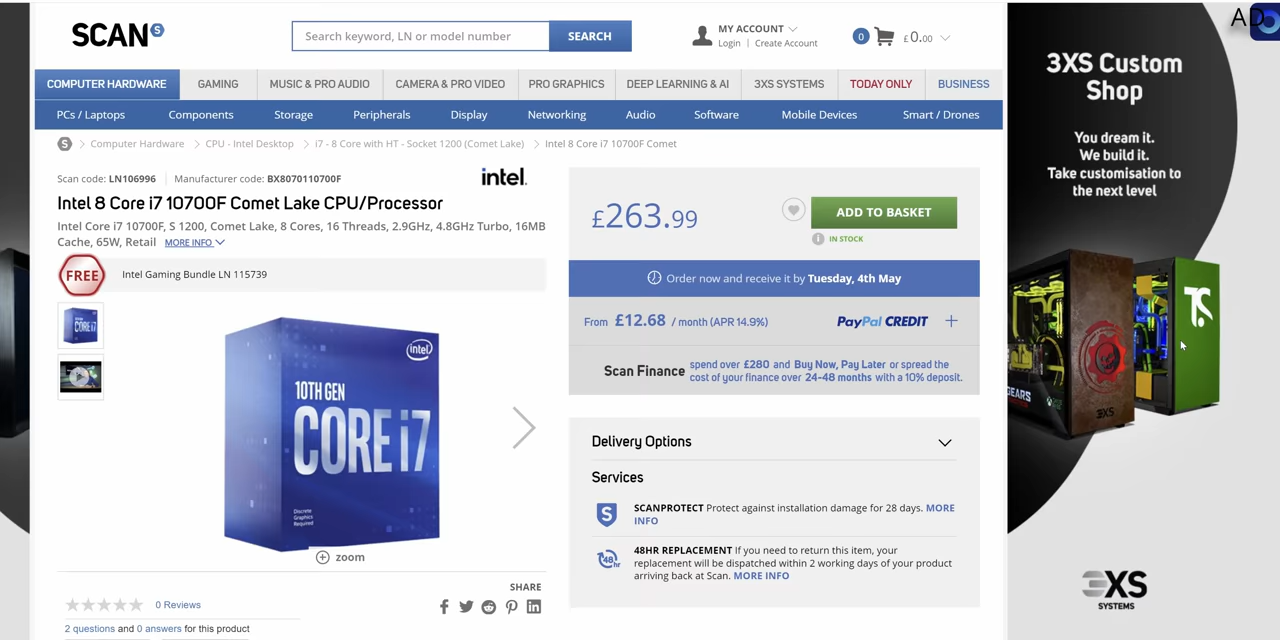 SCAN S
Search keyword, LN or model number
SEARCH
MY ACCOUNT
Login | Create Account
0
£0.00
AD
COMPUTER HARDWARE
GAMING
MUSIC & PRO AUDIO
CAMERA & PRO VIDEO
PRO GRAPHICS
DEEP LEARNING & AI
3XS SYSTEMS
TODAY ONLY
BUSINESS
PCs / Laptops
Components
Storage
Peripherals
Display
Networking
Audio
Software
Mobile Devices
Smart / Drones
S
Computer Hardware
CPU - Intel Desktop
i7 - 8 Core with HT - Socket 1200 (Comet Lake)
Intel 8 Core i7 10700F Comet
Scan code: LN106996 | Manufacturer code: BX8070110700F
intel.
Intel 8 Core i7 10700F Comet Lake CPU/Processor
Intel Core i7 10700F, S 1200, Comet Lake, 8 Cores, 16 Threads, 2.9GHz, 4.8GHz Turbo, 16MB
Cache, 65W, Retail MORE INFO
FREE
Intel Gaming Bundle LN 115739
CORE i7
intel
10TH GEN
CORE i7
Discrete
Graphics
Required
zoom
SHARE
0 Reviews
2 questions and 0 answers for this product
£263.99
ADD TO BASKET
IN STOCK
Order now and receive it by Tuesday, 4th May
From £12.68 / month (APR 14.9%)
PayPal CREDIT
Scan Finance
spend over £280 and Buy Now, Pay Later or spread the
cost of your finance over 24-48 months with a 10% deposit.
Delivery Options
Services
S
SCANPROTECT Protect against installation damage for 28 days. MORE
INFO
48hr
48HR REPLACEMENT If you need to return this item, your
replacement will be dispatched within 2 working days of your product
arriving back at Scan. MORE INFO
3XS Custom
Shop
You dream it.
We build it.
Take customisation to
the next level
GEARS
3XS
3XS
SYSTEMS